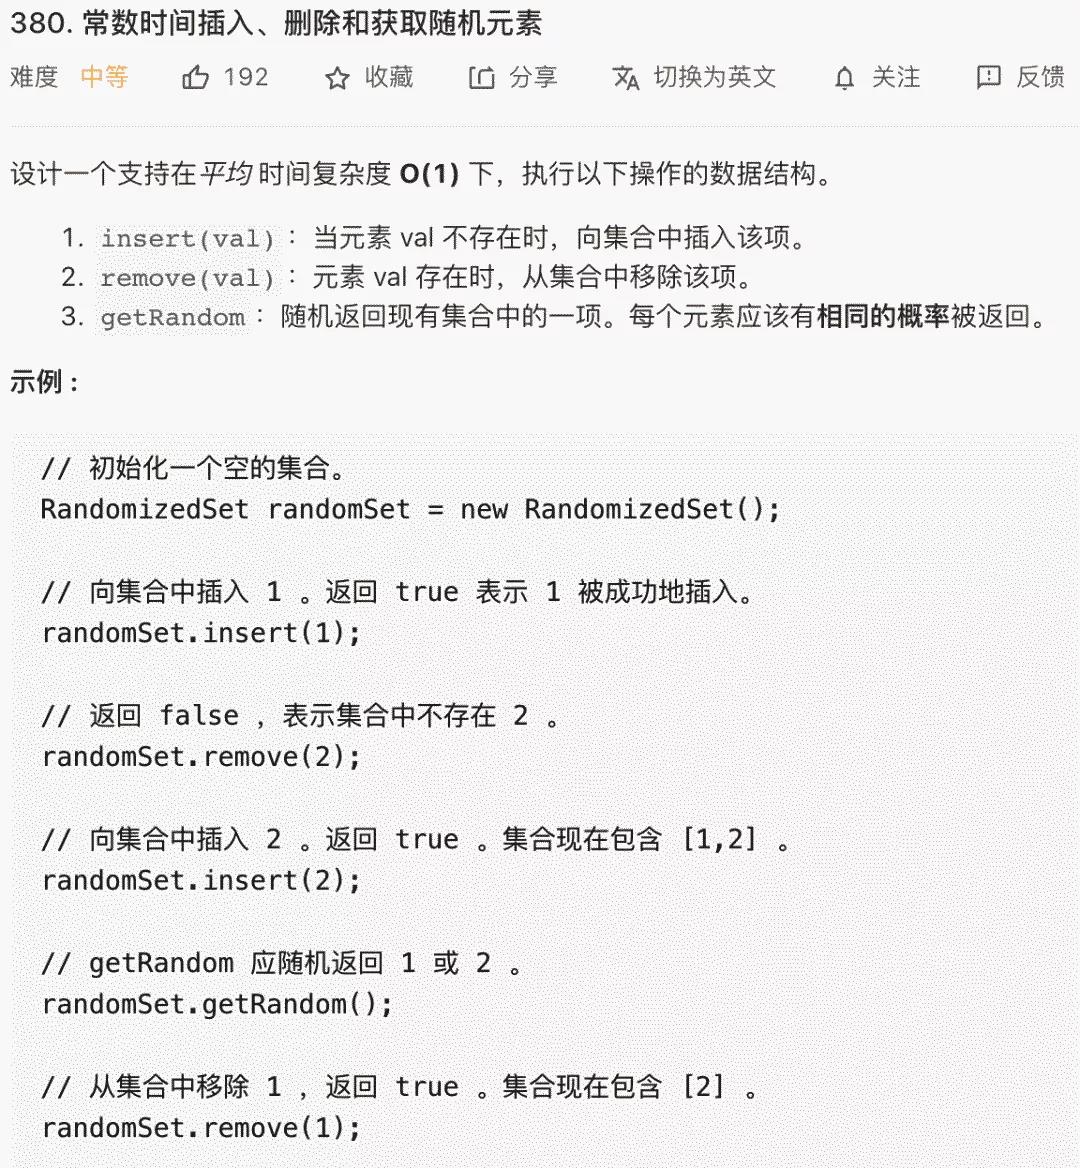 380. 常数时间插入、删除和获取随机元素
难度 中等 192 收藏 分享 切换为英文 关注 反馈
设计一个支持在平均 时间复杂度 O(1) 下，执行以下操作的数据结构。
1. insert(val)： 当元素 val 不存在时，向集合中插入该项。
2. remove(val)： 元素 val 存在时，从集合中移除该项。
3. getRandom： 随机返回现有集合中的一项。每个元素应该有相同的概率被返回。
示例 :
// 初始化一个空的集合。
RandomizedSet randomSet = new RandomizedSet();
// 向集合中插入 1 。返回 true 表示 1 被成功地插入。
randomSet.insert(1);
// 返回 false ，表示集合中不存在 2 。
randomSet.remove(2);
// 向集合中插入 2 。返回 true 。集合现在包含 [1,2] 。
randomSet.insert(2);
// getRandom 应随机返回 1 或 2 。
randomSet.getRandom();
// 从集合中移除 1 ，返回 true 。集合现在包含 [2] 。
randomSet.remove(1);